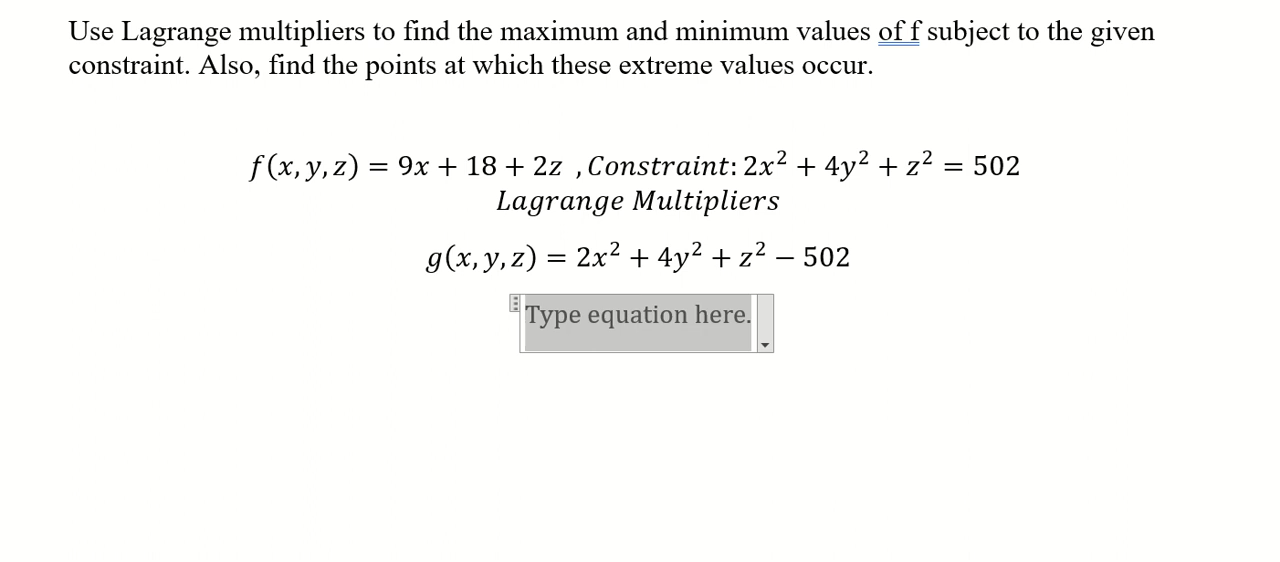 Use Lagrange multipliers to find the maximum and minimum values of f subject to the given
constraint. Also, find the points at which these extreme values occur.
f(x, y, z) = 9x + 18 + 2z , Constraint: 2x² + 4y² + z² = 502
Lagrange Multipliers
g(x, y, z) = 2x² + 4y² + z² − 502
Type equation here.